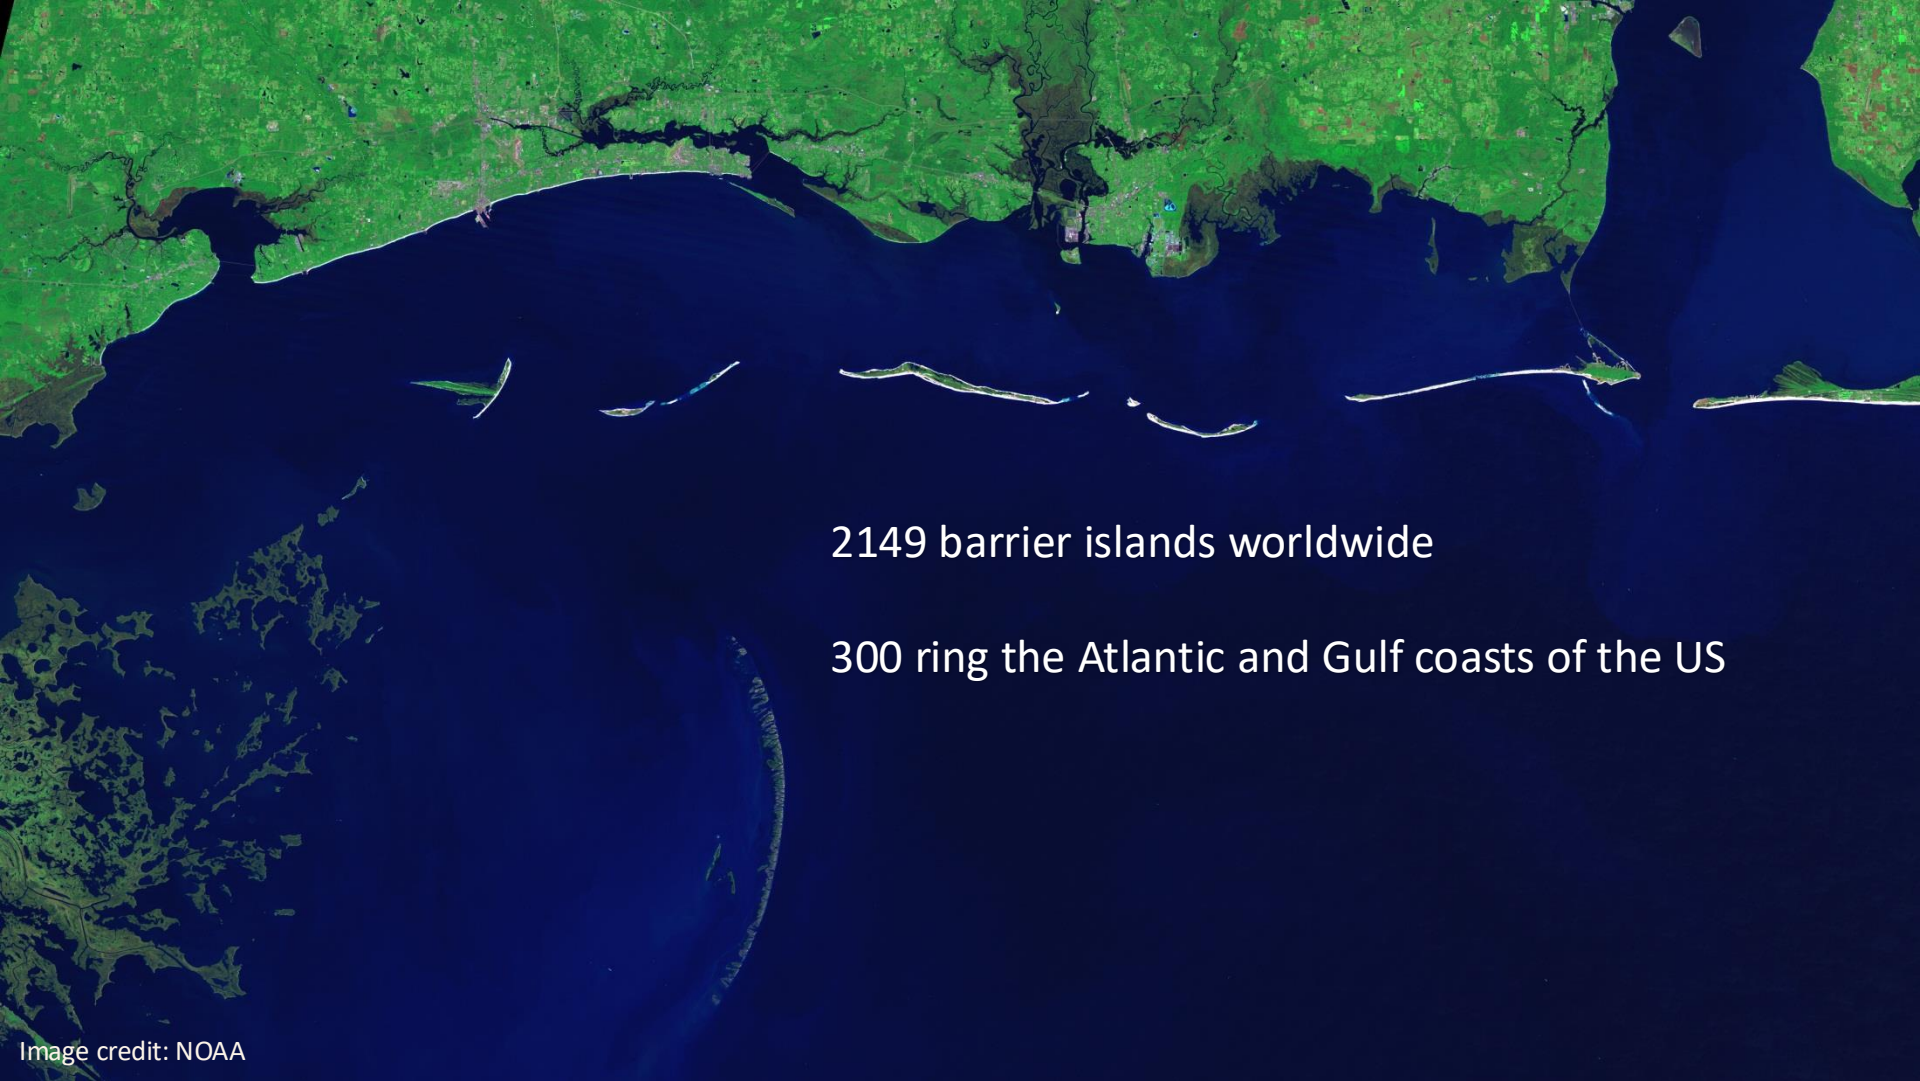 2149 barrier islands worldwide
300 ring the Atlantic and Gulf coasts of the US
Image credit: NOAA